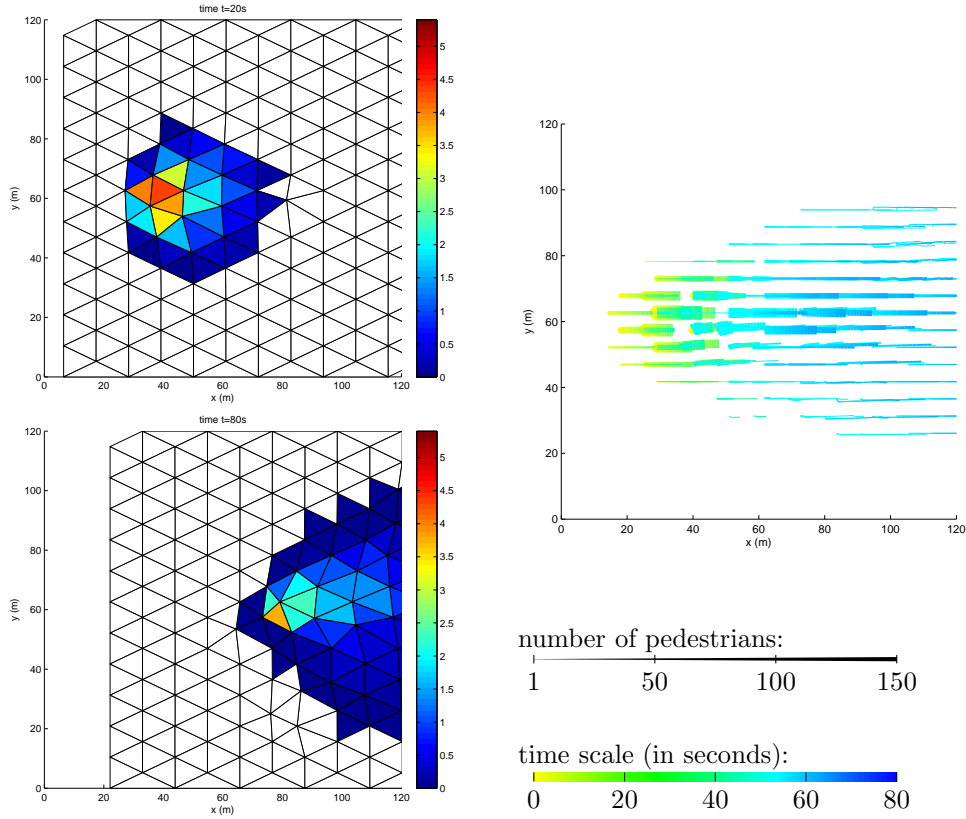 time t=20s
120
100
80
60
40
20
0
y (m)
0 20 40 60 80 100 120
x (m)
5
4.5
4
3.5
3
2.5
2
1.5
1
0.5
0
time t=80s
120
100
80
60
40
20
0
y (m)
0 20 40 60 80 100 120
x (m)
5
4.5
4
3.5
3
2.5
2
1.5
1
0.5
0
120
100
80
60
40
20
0
y (m)
0 20 40 60 80 100 120
x (m)
number of pedestrians:
1 50 100 150
time scale (in seconds):
0 20 40 60 80